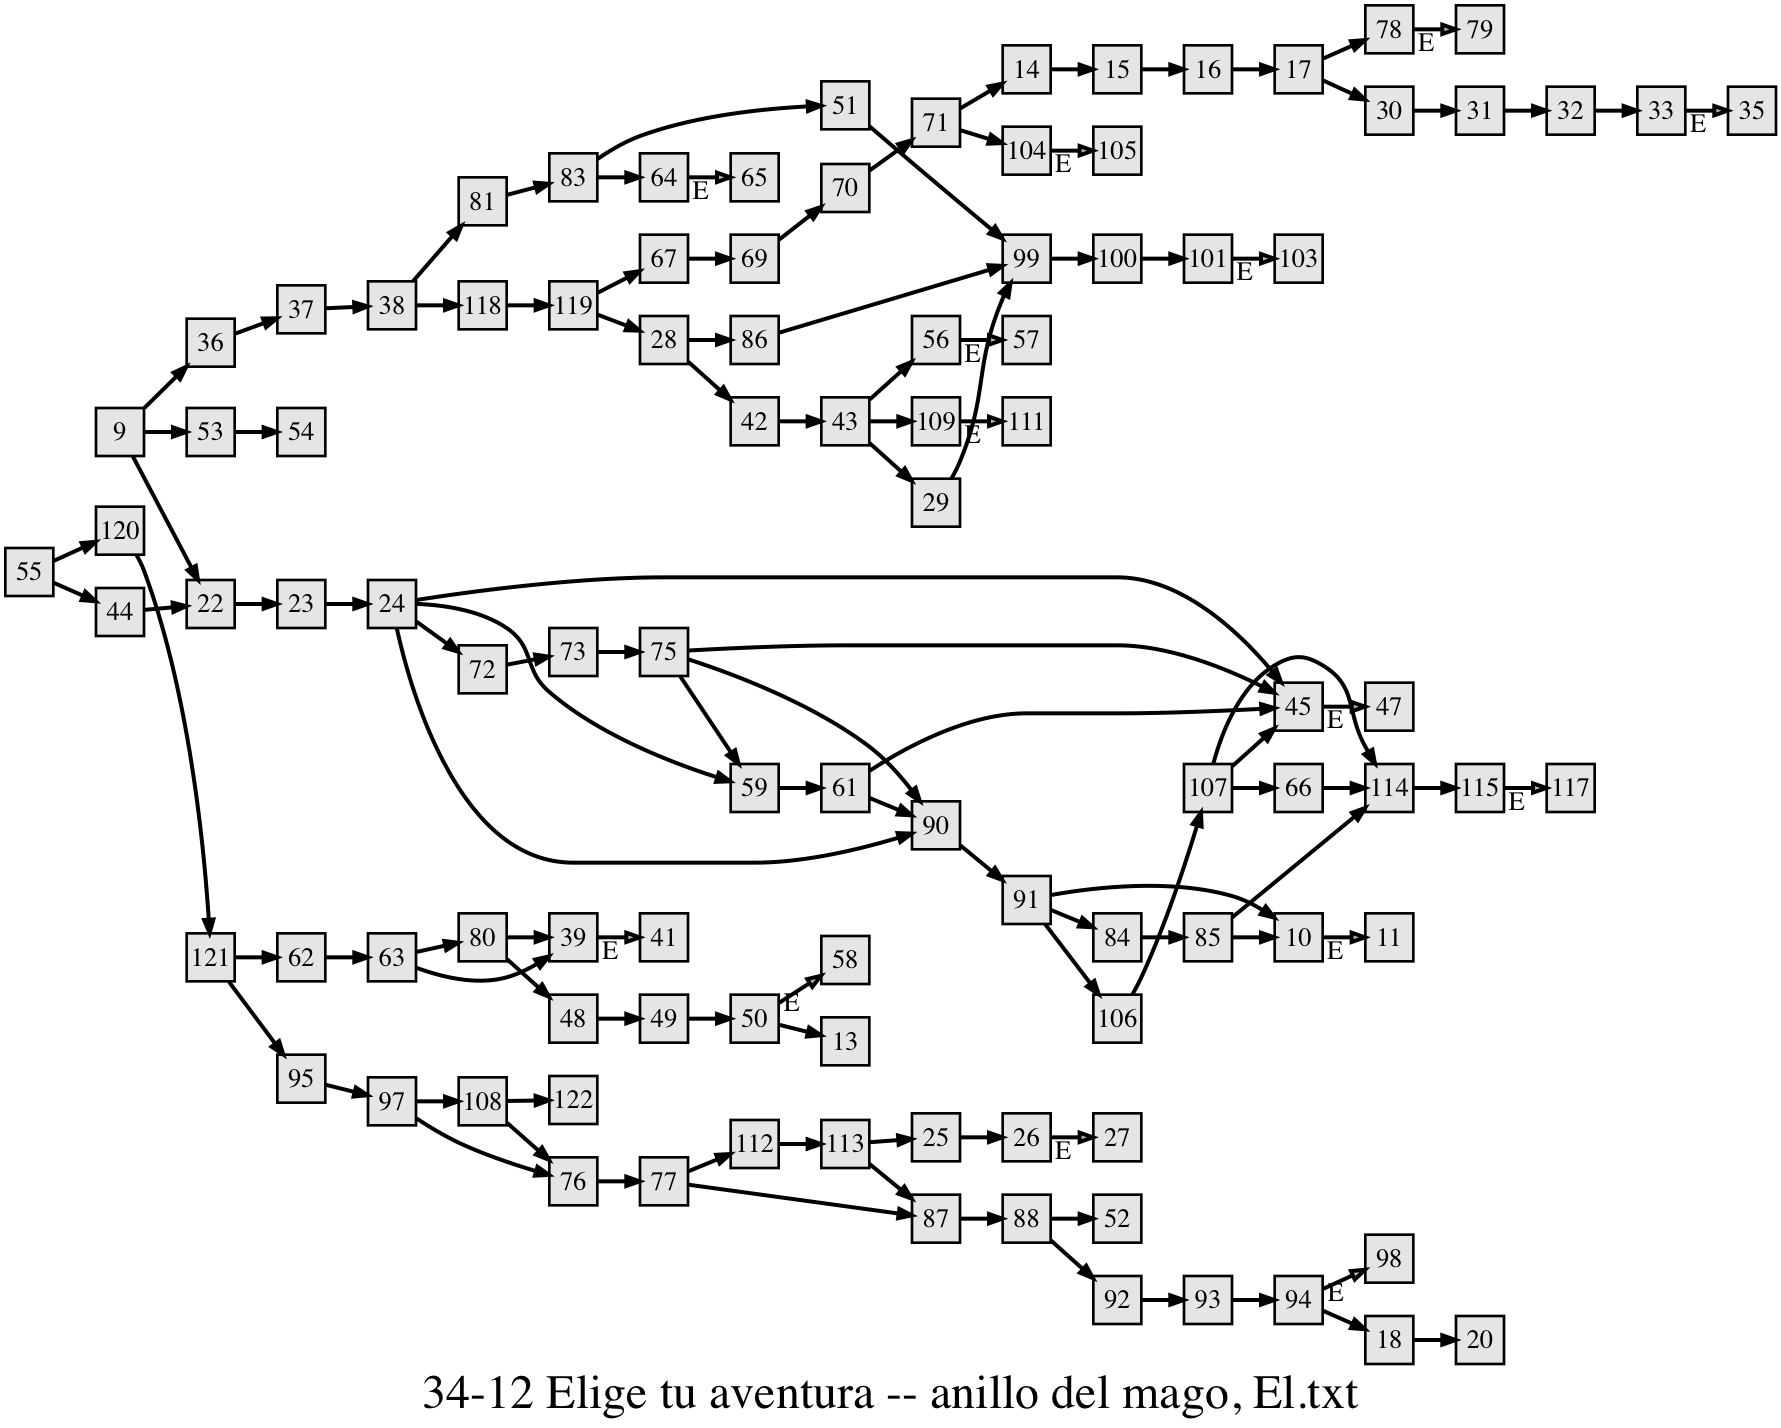 78 E 79
14 15 16 17
51 71 30 31 32 33 E 35
104 E 105
83 64 E 65 70
81
67 69 99 100 101 E 103
37 38 118 119
36 28 86 56 E 57
9 53 54 42 43 109 E 111
29
120
55
44 22 23 24
72 73 75
45 E 47
59 61 107 66 114 115 E 117
90
91
80 39 E 41 84 85 10 E 11
121 62 63 58
48 49 50 E 106
13
95 97 108 122
112 113 25 26 E 27
76 77
87 88 52
98
92 93 94 E
18 20
34-12 Elige tu aventura -- anillo del mago, El.txt